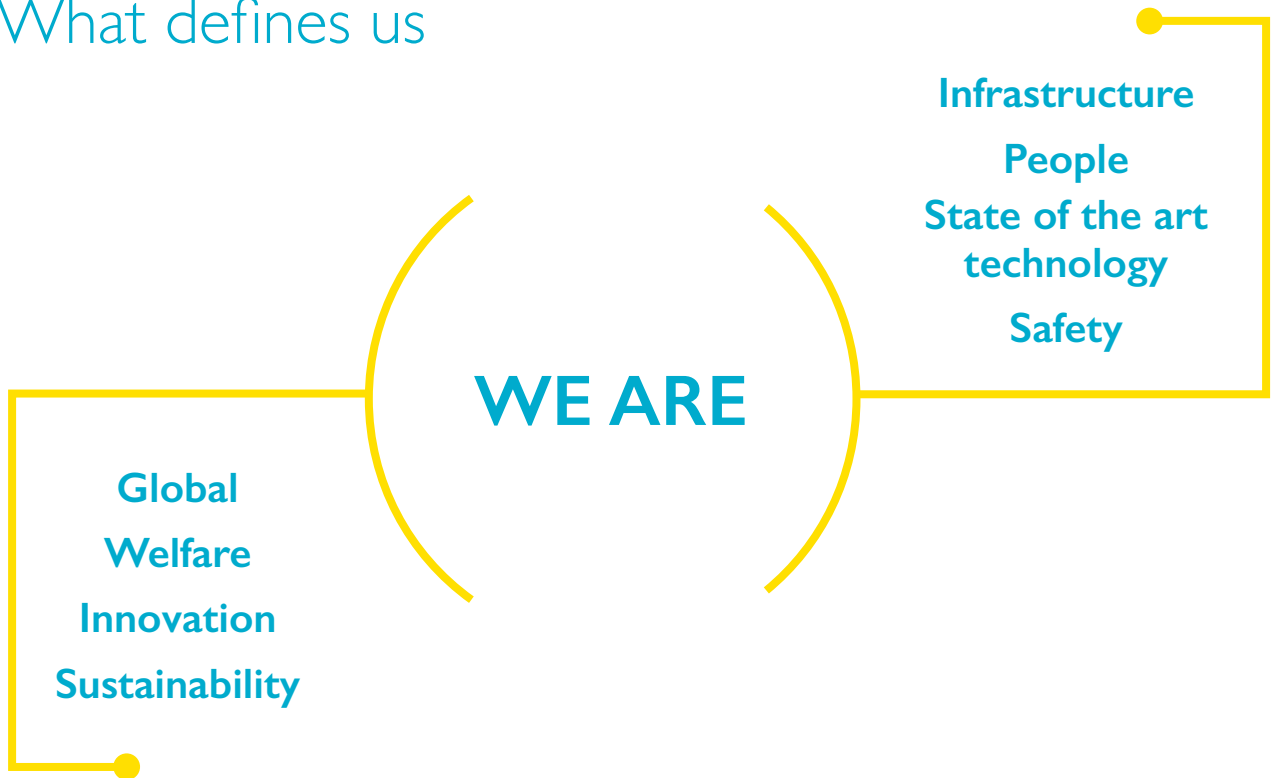 What defines us
Infrastructure
People
State of the art
technology
Safety
WE ARE
Global
Welfare
Innovation
Sustainability